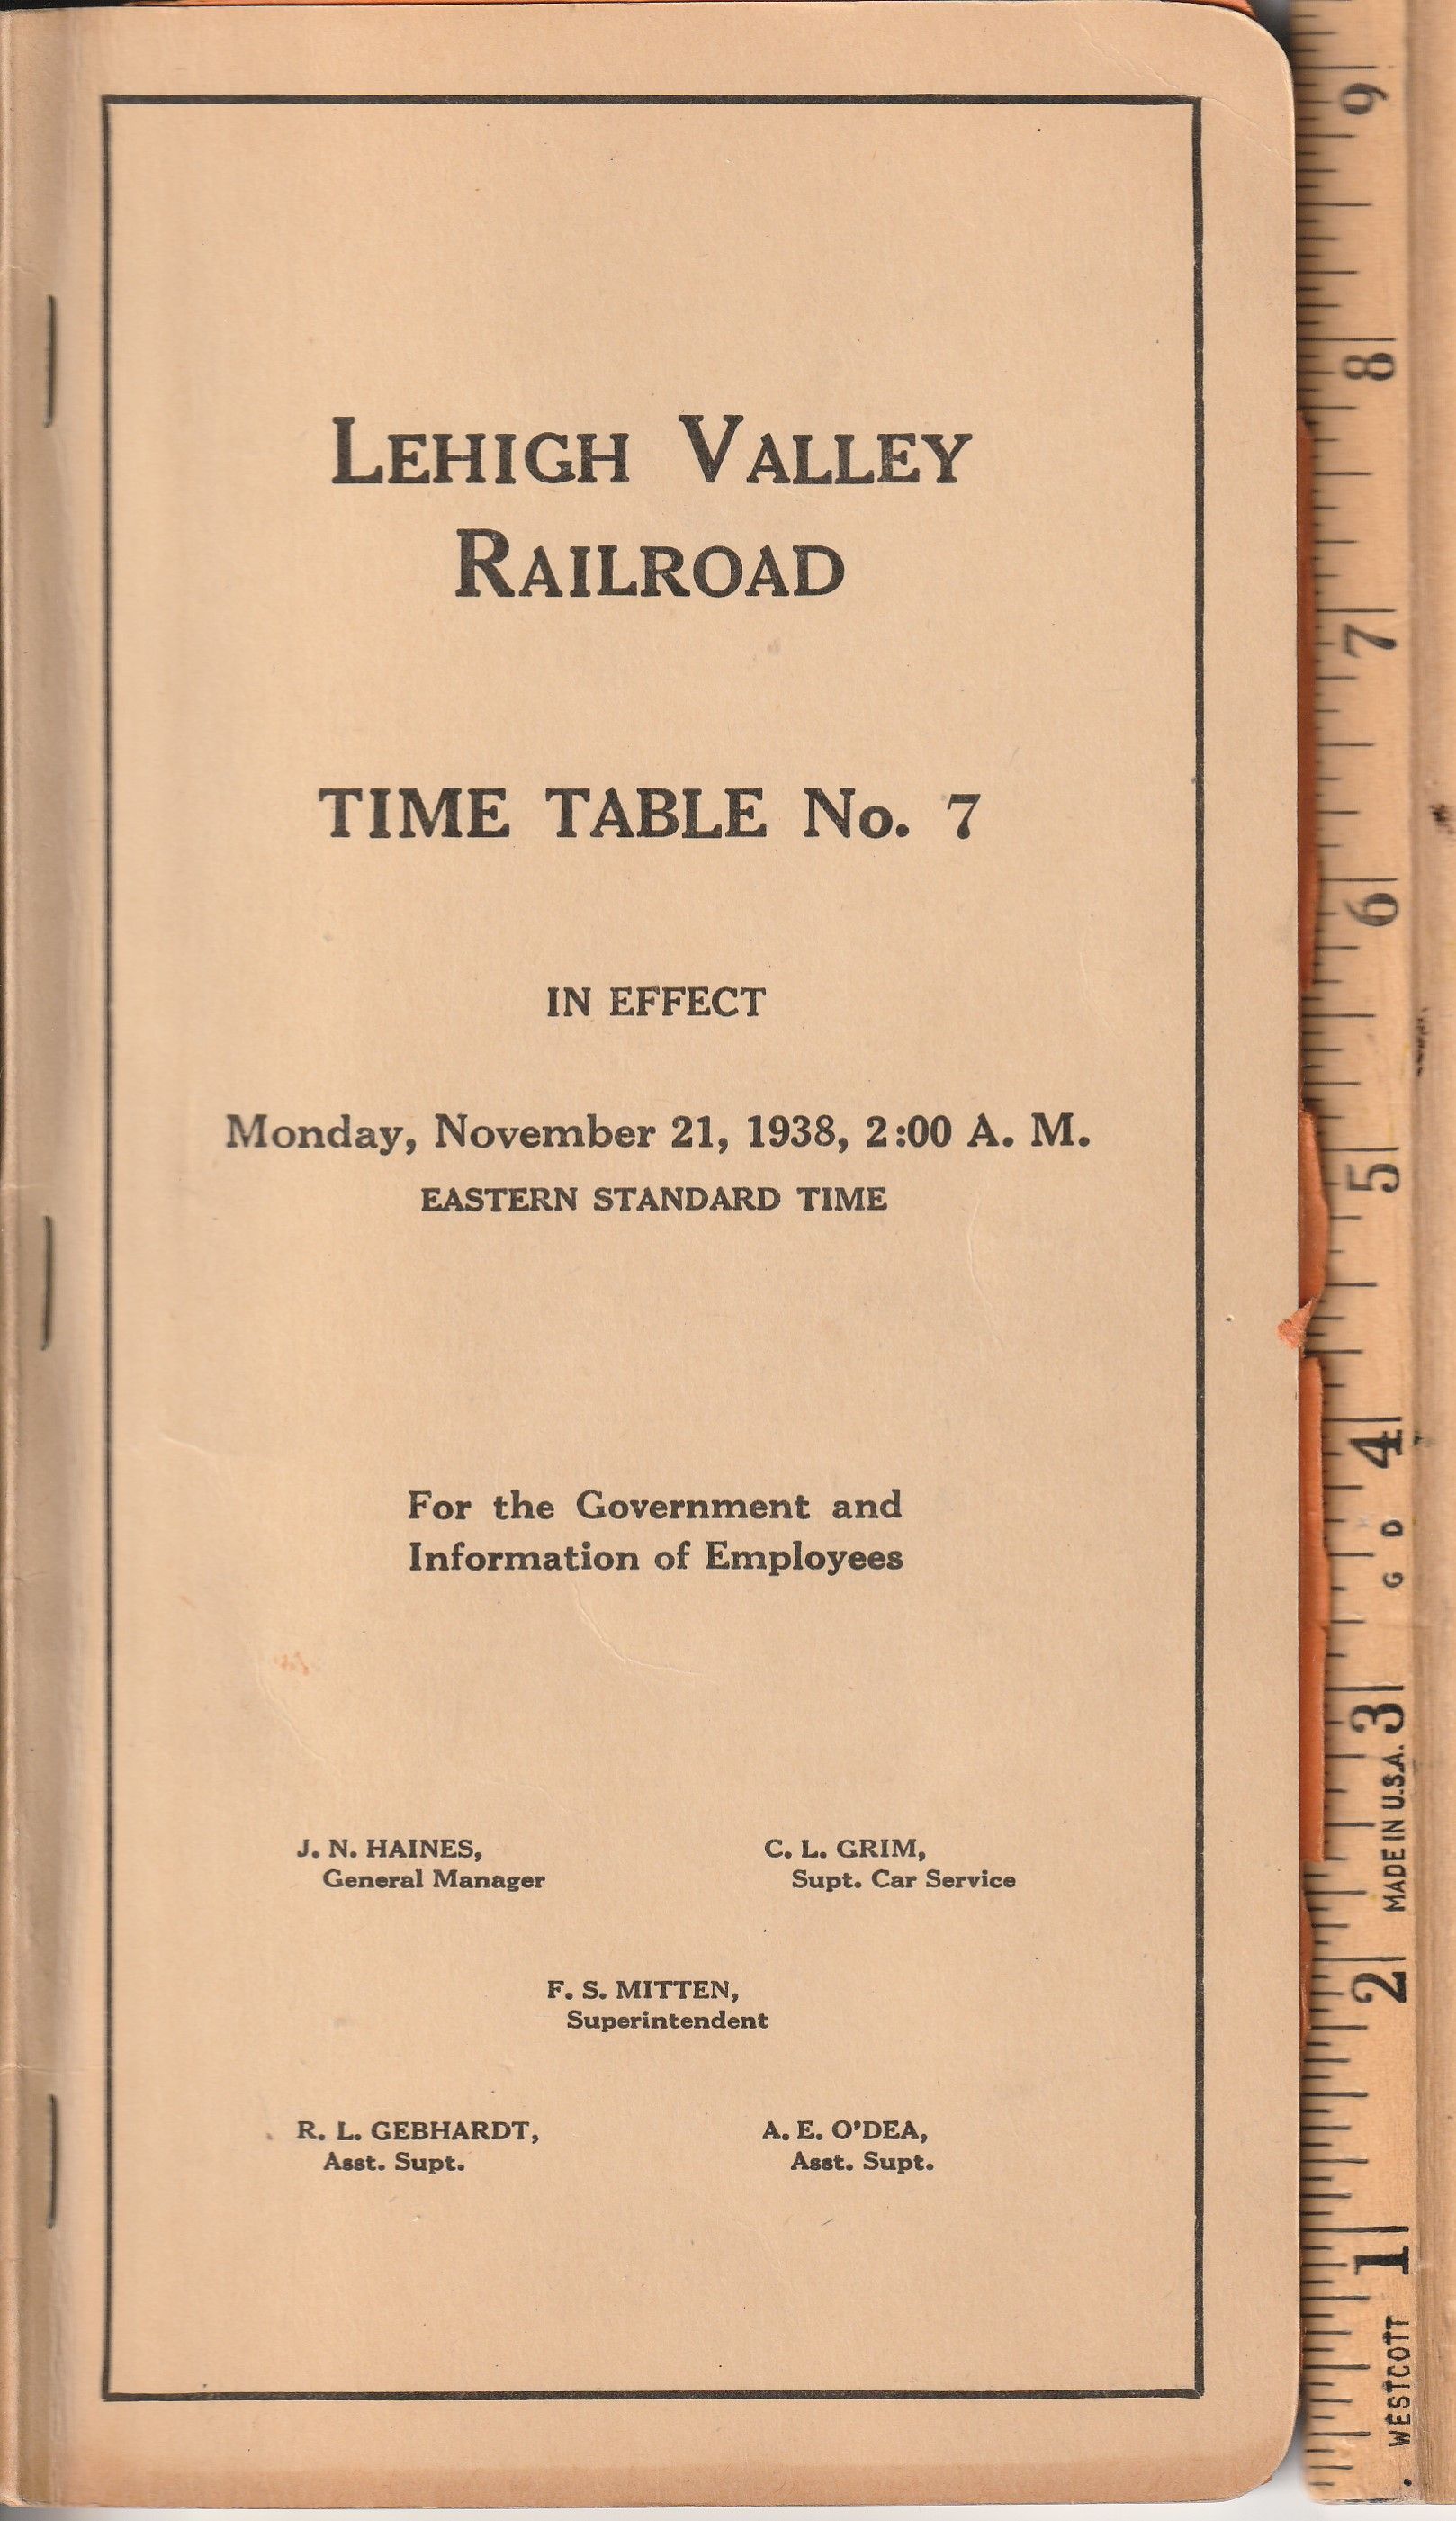 LEHIGH VALLEY
RAILROAD
TIME TABLE No. 7
IN EFFECT
Monday, November 21, 1938, 2:00 A. M.
EASTERN STANDARD TIME
For the Government and
Information of Employees
J. N. HAINES,
General Manager
C. L. GRIM,
Supt. Car Service
F. S. MITTEN,
Superintendent
R. L. GEBHARDT,
Asst. Supt.
A. E. O'DEA,
Asst. Supt.
WESTCOTT
1
2
MADE IN U.S.A.
3
G D
4
5
6
7
8
9